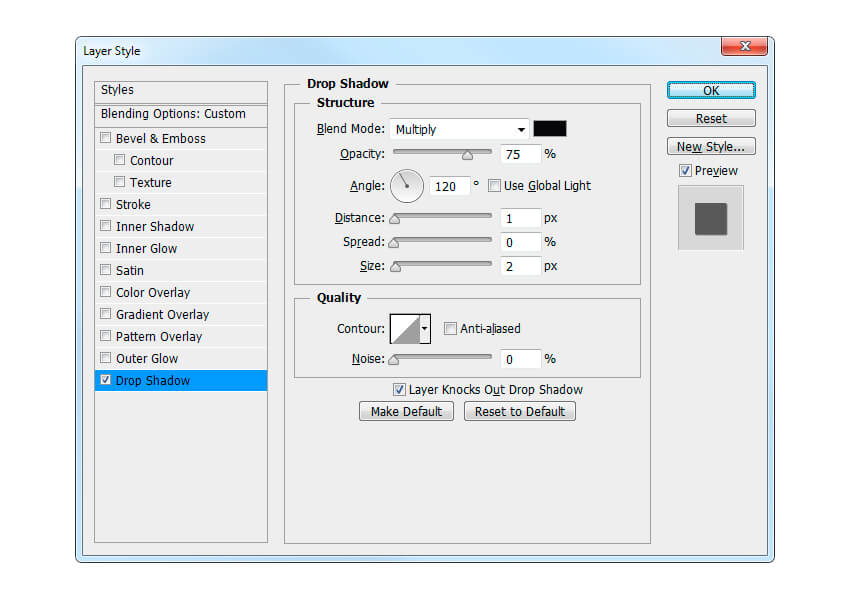 Layer Style
Styles
Blending Options: Custom
Bevel & Emboss
Contour
Texture
Stroke
Inner Shadow
Inner Glow
Satin
Color Overlay
Gradient Overlay
Pattern Overlay
Outer Glow
Drop Shadow
Drop Shadow
Structure
Blend Mode: Multiply
Opacity: 75 %
Angle: 120 ° Use Global Light
Distance: 1 px
Spread: 0 %
Size: 2 px
Quality
Contour: Anti-aliased
Noise: 0 %
Layer Knocks Out Drop Shadow
Make Default Reset to Default
OK
Reset
New Style...
Preview